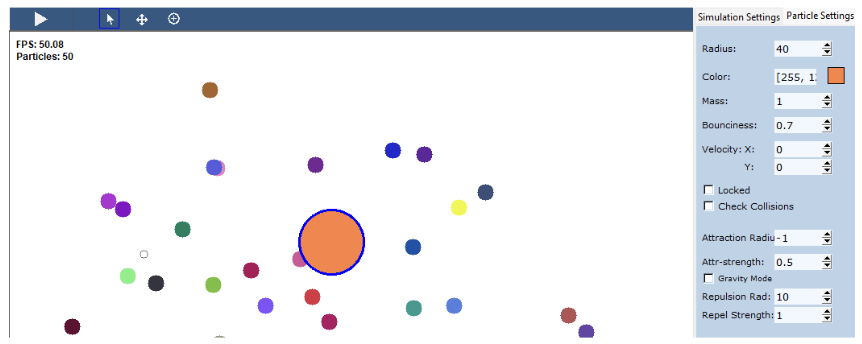 Simulation Settings Particle Settings
FPS: 50.08
Particles: 50
Radius: 40
Color: [255, 1
Mass: 1
Bounciness: 0.7
Velocity: X: 0
Y: 0
Locked
Check Collisions
Attraction Radiu -1
Attr-strength: 0.5
Gravity Mode
Repulsion Rad: 10
Repel Strength: 1